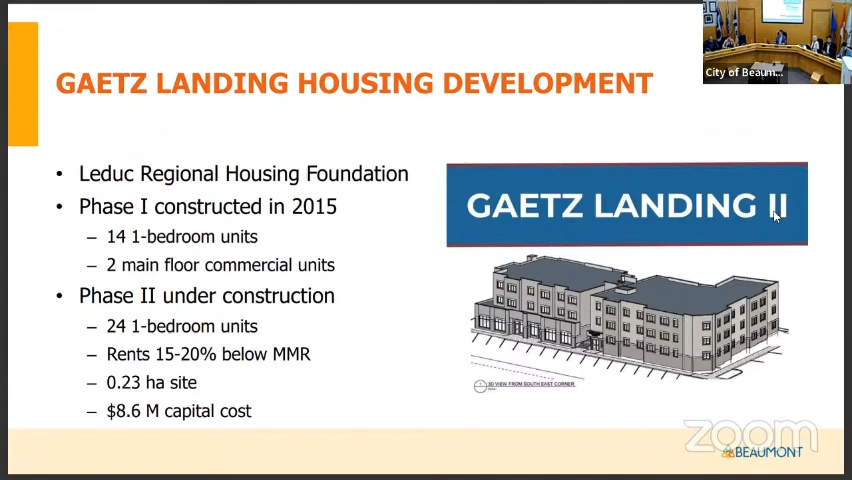 City of Beaum...
GAETZ LANDING HOUSING DEVELOPMENT
• Leduc Regional Housing Foundation
• Phase I constructed in 2015
– 14 1-bedroom units
– 2 main floor commercial units
• Phase II under construction
– 24 1-bedroom units
– Rents 15-20% below MMR
– 0.23 ha site
– $8.6 M capital cost
GAETZ LANDING II
3D VIEW FROM SOUTH EAST CORNER
zoom
BEAUMONT